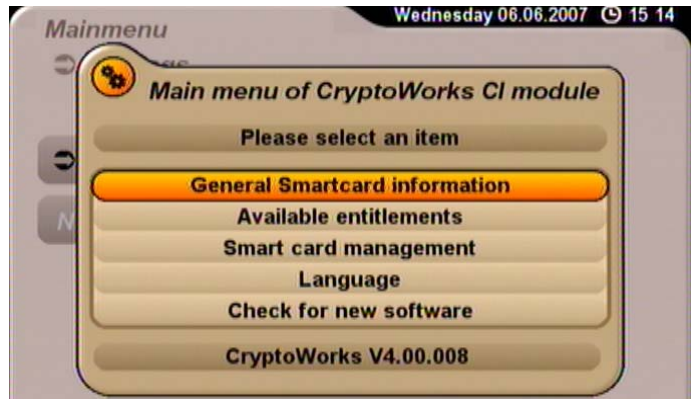 Wednesday 06.06.2007 15 14
Mainmenu
Main menu of CryptoWorks CI module
Please select an item
General Smartcard information
Available entitlements
Smart card management
Language
Check for new software
CryptoWorks V4.00.008